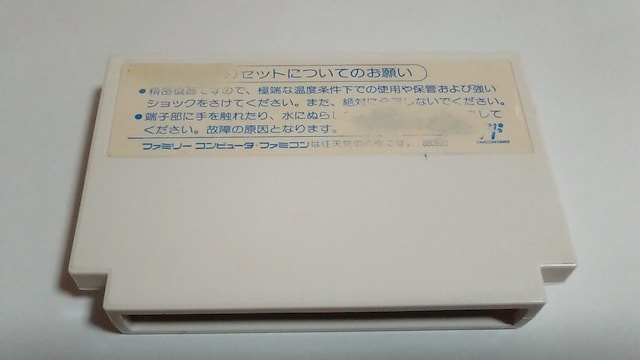 セットについてのお願い
●精密機器ですので、極端な温度条件下での使用や保管および強い
ショックをさけてください。また、絶対に分解しないでください。
●端子部に手を触れたり、水にぬらし
てください。故障の原因となります。
ファミリーコンピュータ・ファミコンは任天堂の商標です。